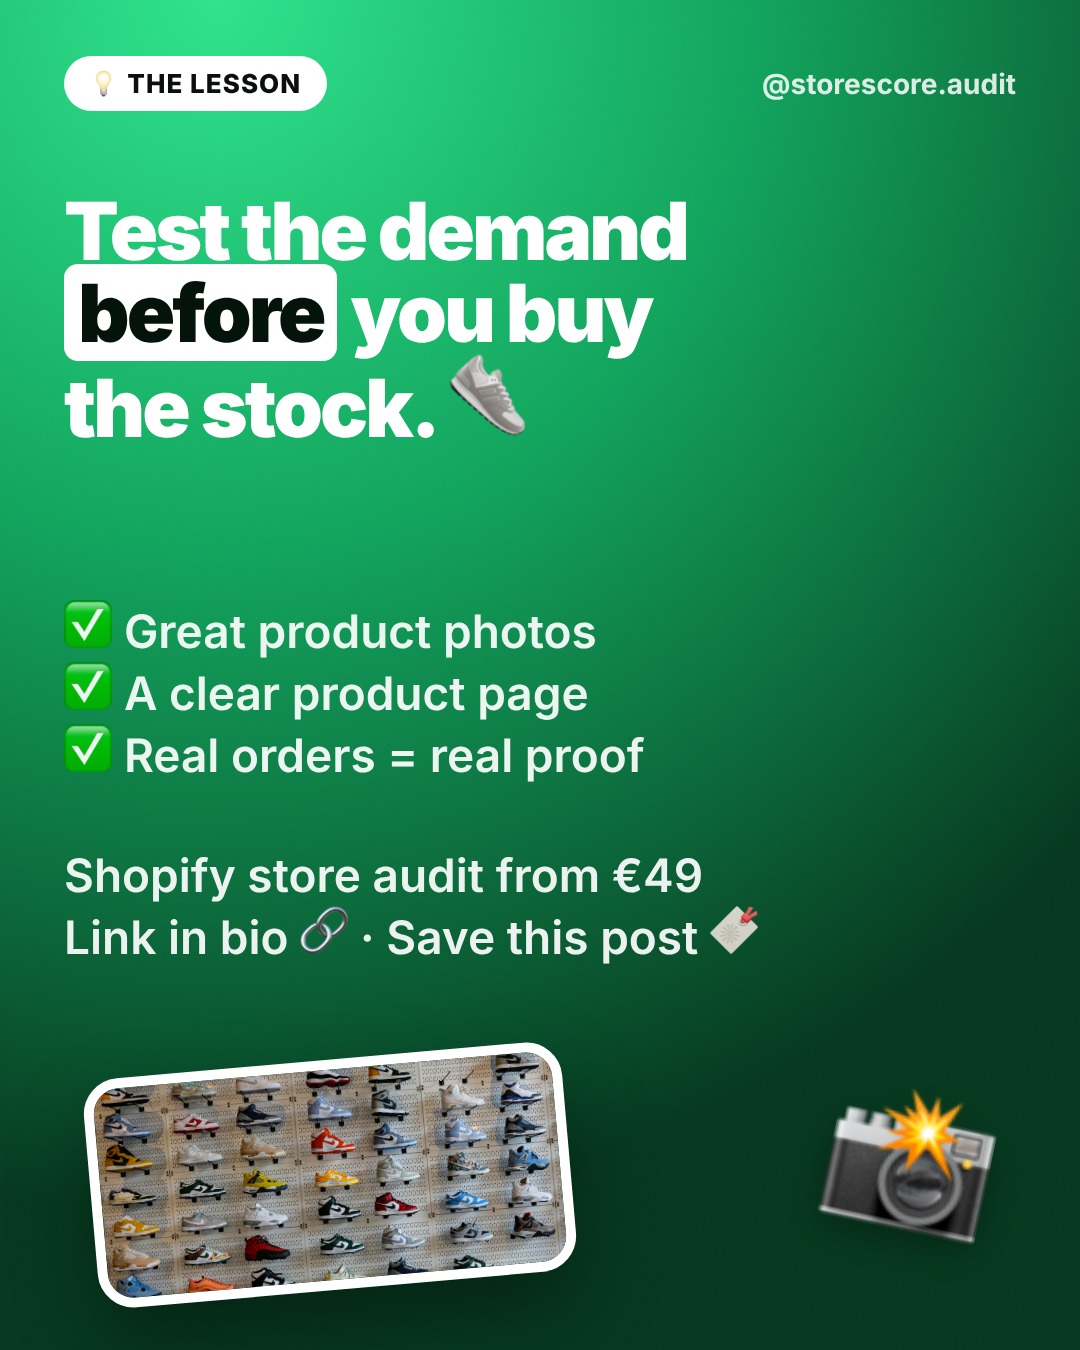 💡 THE LESSON
@storescore.audit
Test the demand
before you buy
the stock. 👟
✅ Great product photos
✅ A clear product page
✅ Real orders = real proof
Shopify store audit from €49
Link in bio 🔗 · Save this post 🔖